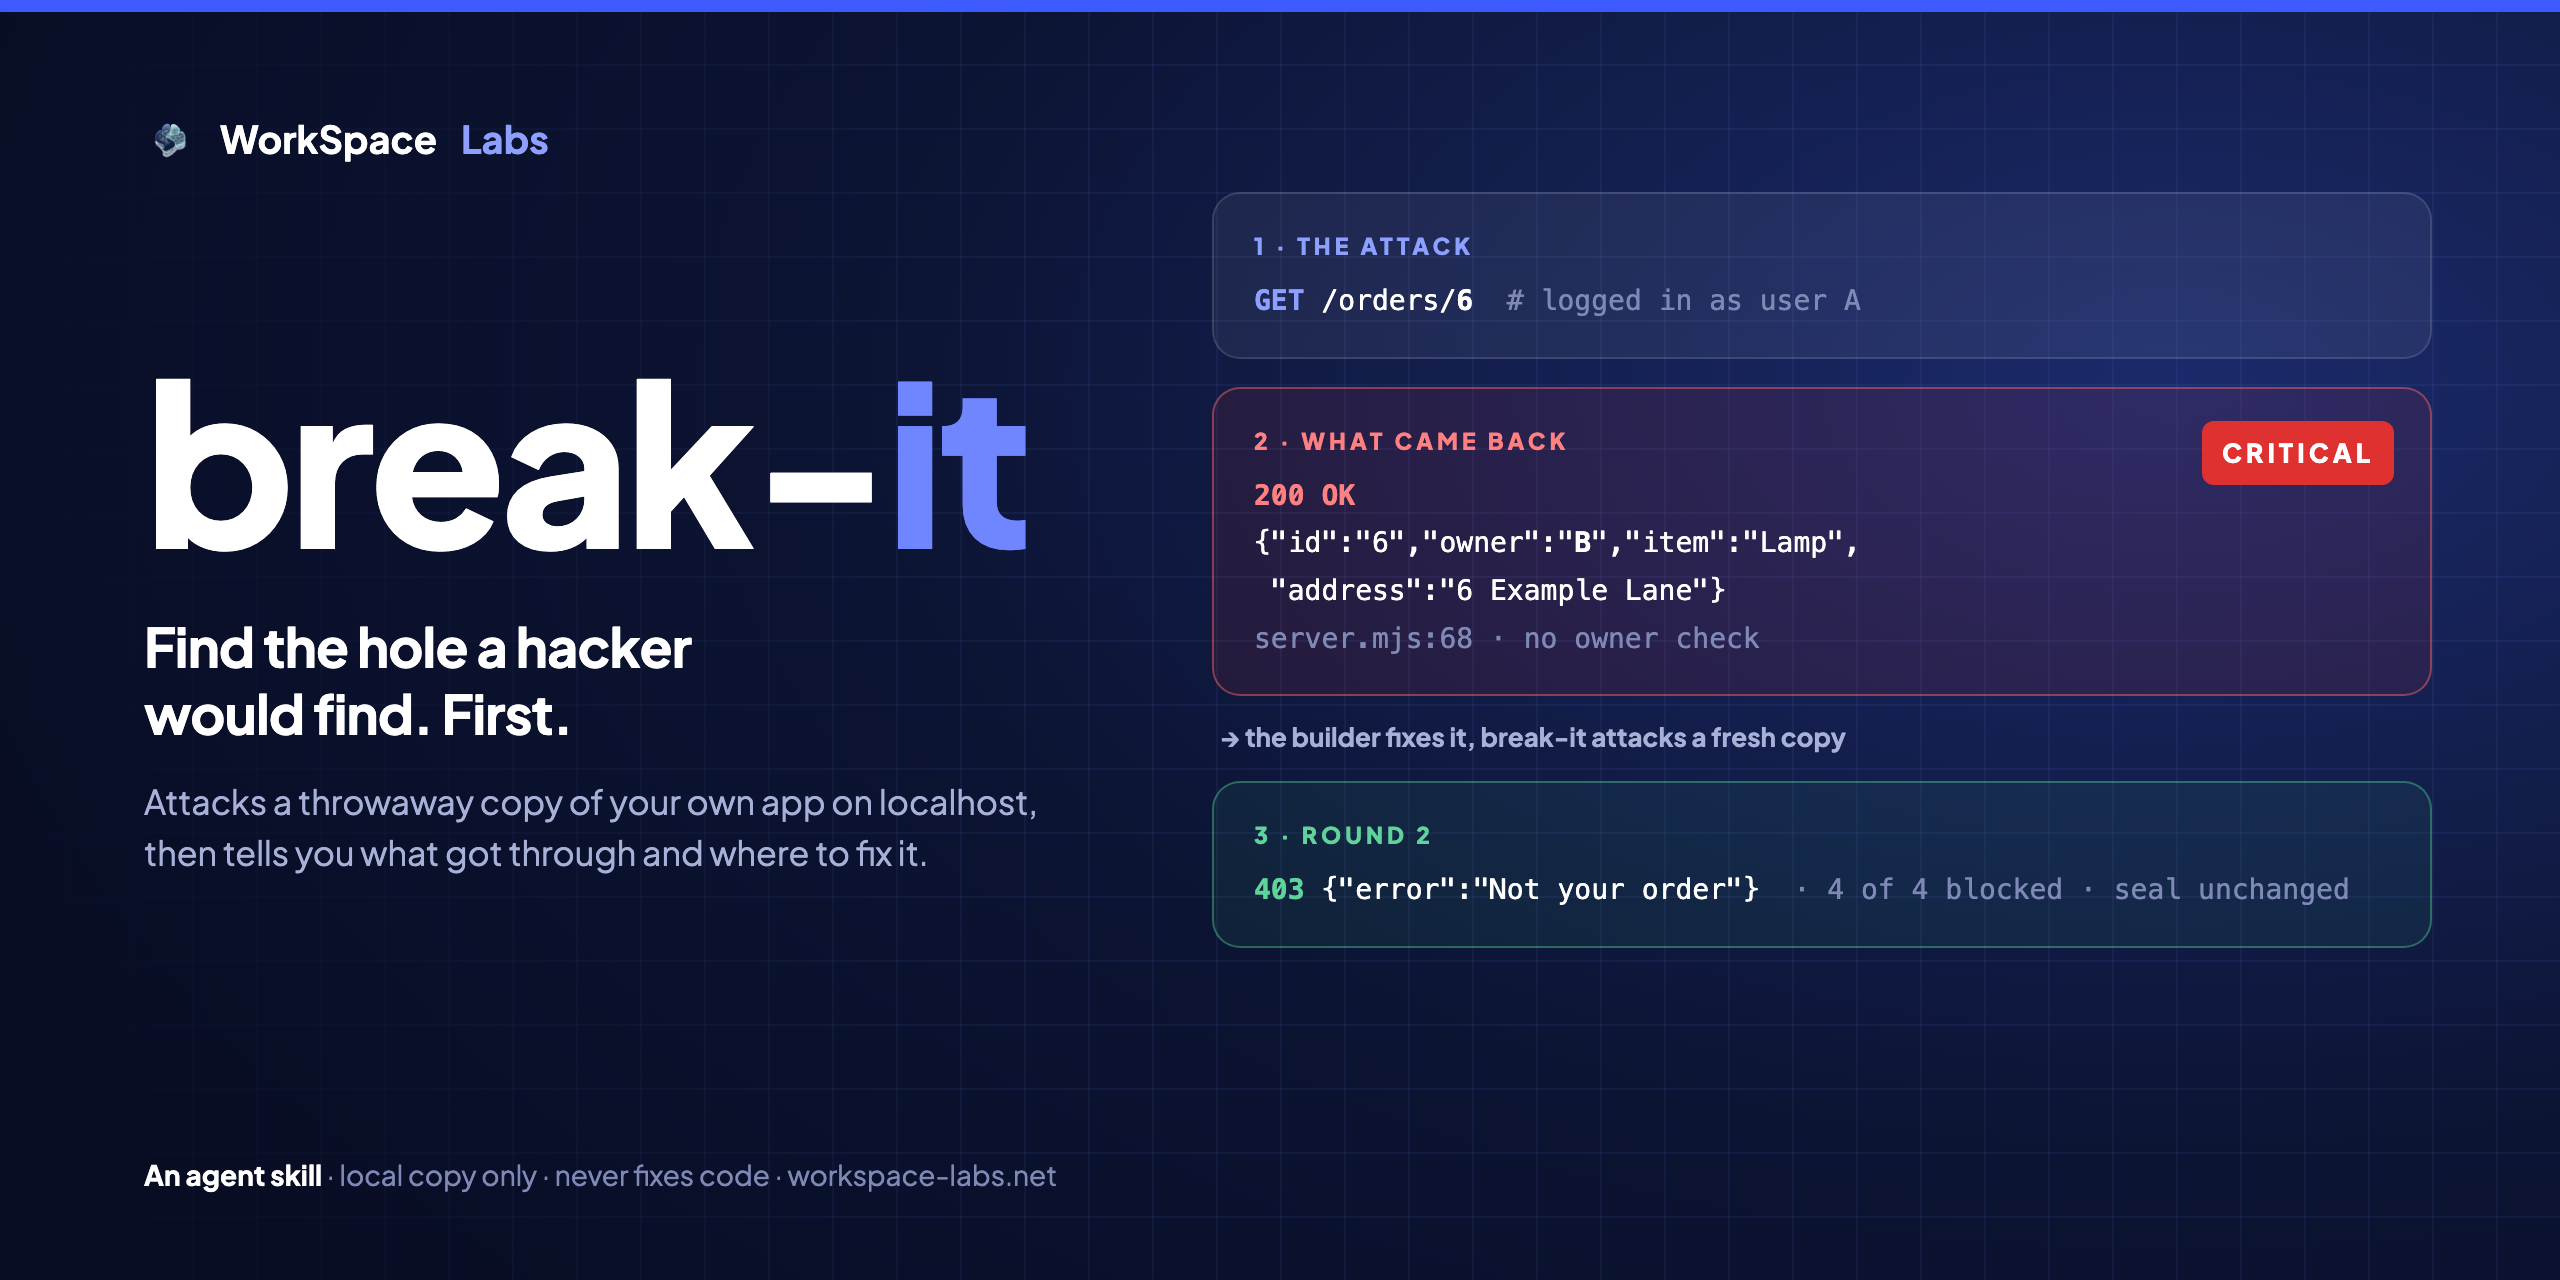 WorkSpace Labs
break-it
Find the hole a hacker
would find. First.
Attacks a throwaway copy of your own app on localhost,
then tells you what got through and where to fix it.
An agent skill · local copy only · never fixes code · workspace-labs.net
1 · THE ATTACK
GET /orders/6 # logged in as user A
2 · WHAT CAME BACK
CRITICAL
200 OK
{"id":"6","owner":"B","item":"Lamp",
"address":"6 Example Lane"}
server.mjs:68 · no owner check
→ the builder fixes it, break-it attacks a fresh copy
3 · ROUND 2
403 {"error":"Not your order"} · 4 of 4 blocked · seal unchanged